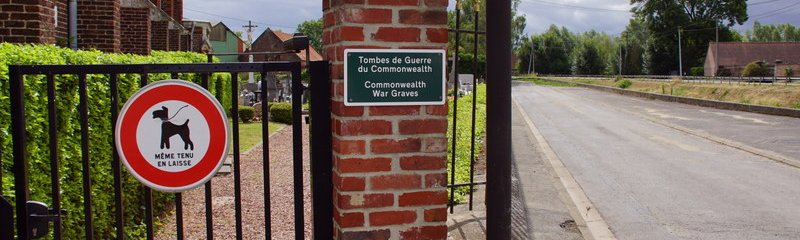 MÊME TENU
EN LAISSE
Tombes de Guerre
du Commonwealth
Commonwealth
War Graves